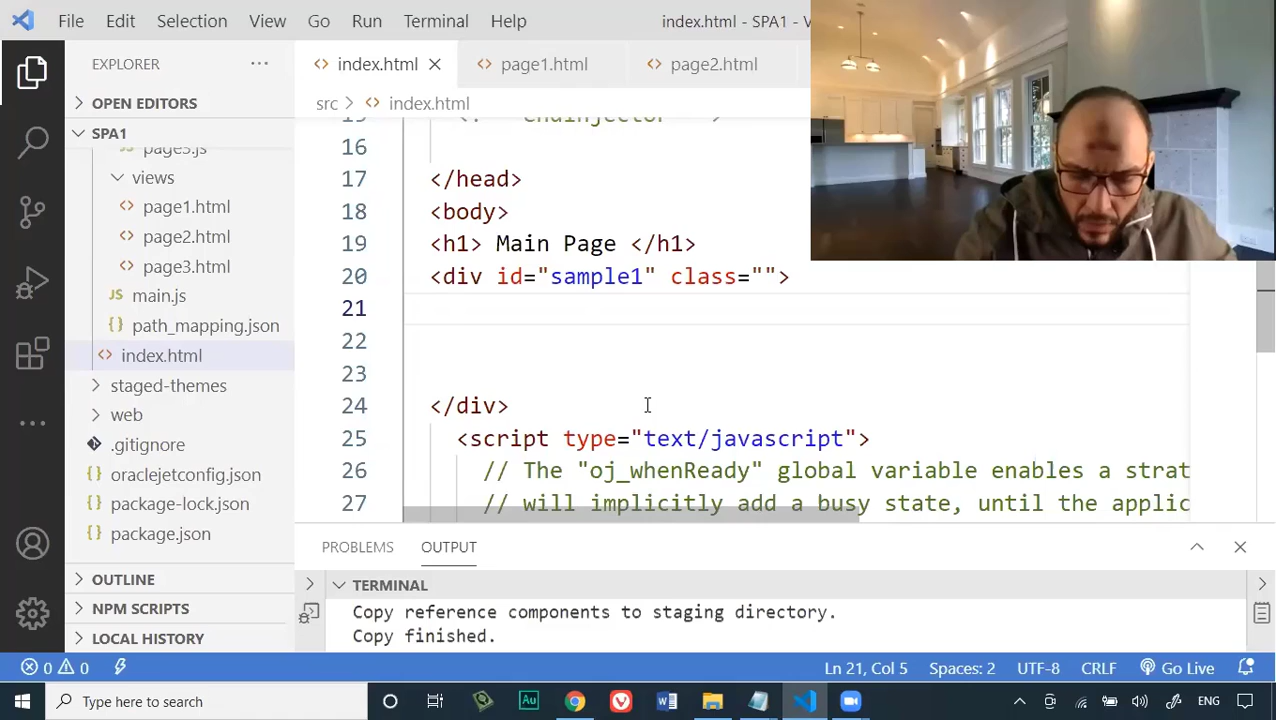 File Edit Selection View Go Run Terminal Help index.html - SPA1 - V
EXPLORER
OPEN EDITORS
SPA1
views
page1.html
page2.html
page3.html
main.js
path_mapping.json
index.html
staged-themes
web
.gitignore
oraclejetconfig.json
package-lock.json
package.json
OUTLINE
NPM SCRIPTS
LOCAL HISTORY
index.html page1.html page2.html
src index.html
16
17 </head>
18 <body>
19 <h1> Main Page </h1>
20 <div id="sample1" class="">
21
22
23
24 </div>
25 <script type="text/javascript">
26 // The "oj_whenReady" global variable enables a strat
27 // will implicitly add a busy state, until the applic
PROBLEMS OUTPUT
TERMINAL
Copy reference components to staging directory.
Copy finished.
0 0 Ln 21, Col 5 Spaces: 2 UTF-8 CRLF Go Live
Type here to search Au W ENG